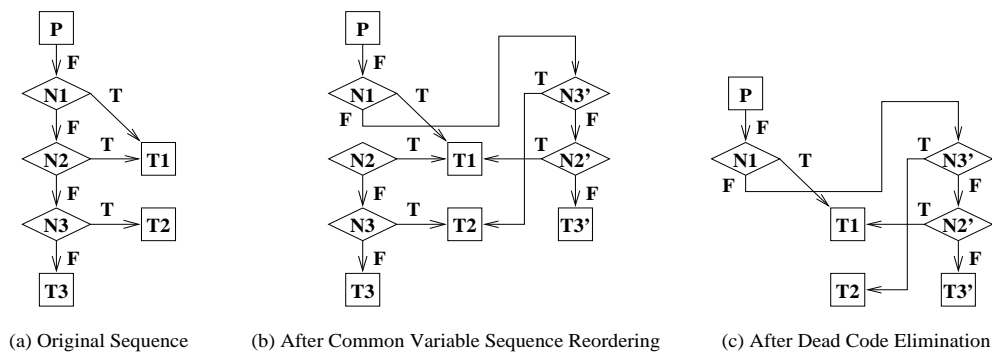 P
F
N1
T
F
N2
T
T1
F
N3
T
T2
F
T3
(a) Original Sequence
P
F
N1
T
F
T
N3'
F
N2
T
T1
T
N2'
F
F
N3
T
T2
T3'
F
T3
(b) After Common Variable Sequence Reordering
P
F
N1
T
F
T
N3'
F
T
N2'
T1
F
T2
T3'
(c) After Dead Code Elimination